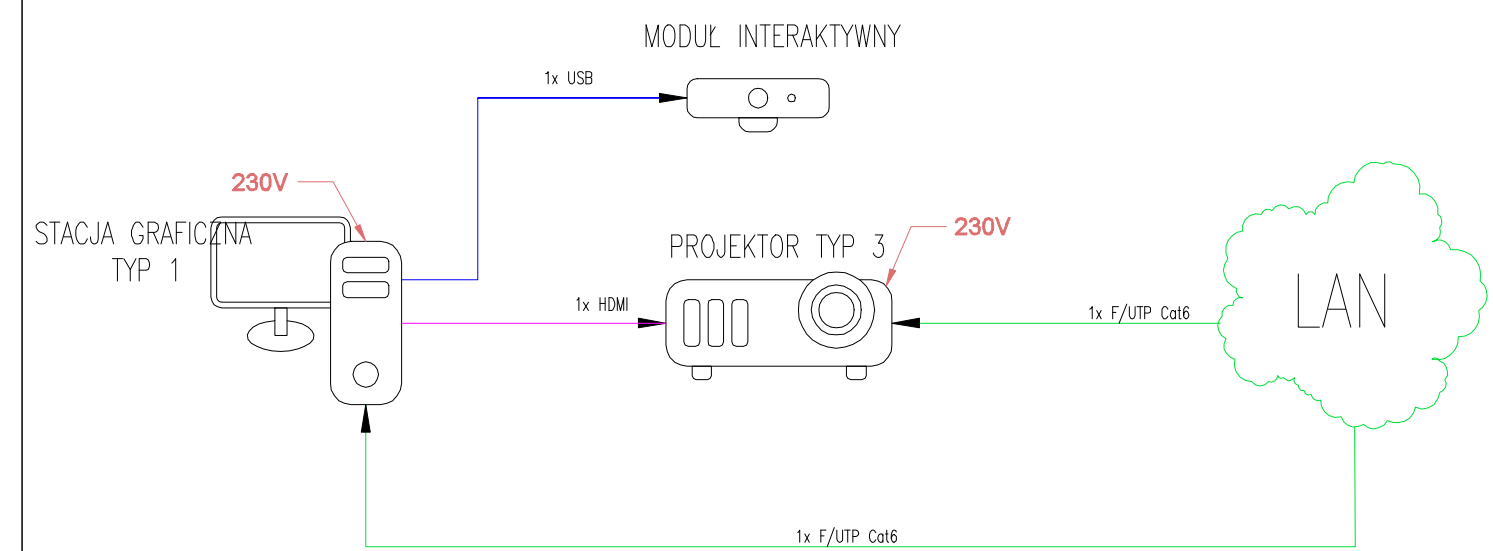 MODUŁ INTERAKTYWNY
1x USB
230V
STACJA GRAFICZNA
TYP 1
PROJEKTOR TYP 3
230V
1x HDMI
1x F/UTP Cat6
LAN
1x F/UTP Cat6